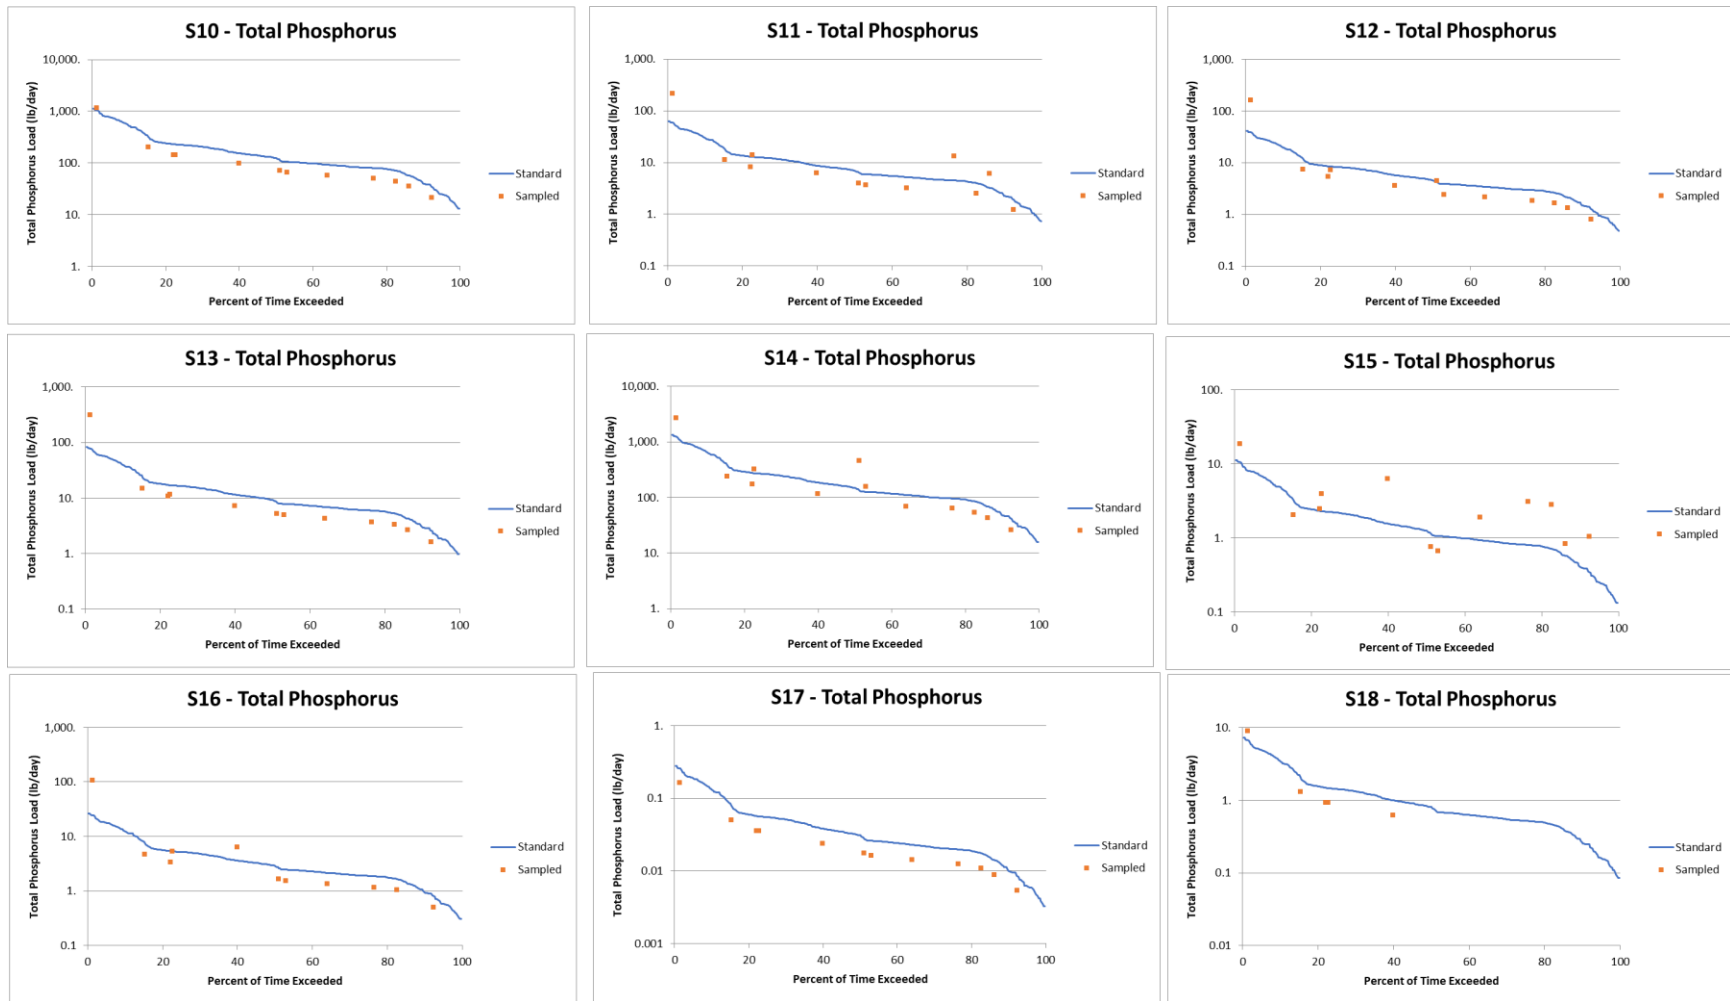 S10 - Total Phosphorus
Total Phosphorus Load (lb/day)
10,000.
1,000.
100.
10.
1.
0 20 40 60 80 100
Percent of Time Exceeded
Standard
Sampled
S11 - Total Phosphorus
Total Phosphorus Load (lb/day)
1,000.
100.
10.
1.
0.1
0 20 40 60 80 100
Percent of Time Exceeded
Standard
Sampled
S12 - Total Phosphorus
Total Phosphorus Load (lb/day)
1,000.
100.
10.
1.
0.1
0 20 40 60 80 100
Percent of Time Exceeded
Standard
Sampled
S13 - Total Phosphorus
Total Phosphorus Load (lb/day)
1,000.
100.
10.
1.
0.1
0 20 40 60 80 100
Percent of Time Exceeded
Standard
Sampled
S14 - Total Phosphorus
Total Phosphorus Load (lb/day)
10,000.
1,000.
100.
10.
1.
0 20 40 60 80 100
Percent of Time Exceeded
Standard
Sampled
S15 - Total Phosphorus
Total Phosphorus Load (lb/day)
100.
10.
1.
0.1
0 20 40 60 80 100
Percent of Time Exceeded
Standard
Sampled
S16 - Total Phosphorus
Total Phosphorus Load (lb/day)
1,000.
100.
10.
1.
0.1
0 20 40 60 80 100
Percent of Time Exceeded
Standard
Sampled
S17 - Total Phosphorus
Total Phosphorus Load (lb/day)
1.
0.1
0.01
0.001
0 20 40 60 80 100
Percent of Time Exceeded
Standard
Sampled
S18 - Total Phosphorus
Total Phosphorus Load (lb/day)
10.
1.
0.1
0.01
0 20 40 60 80 100
Percent of Time Exceeded
Standard
Sampled